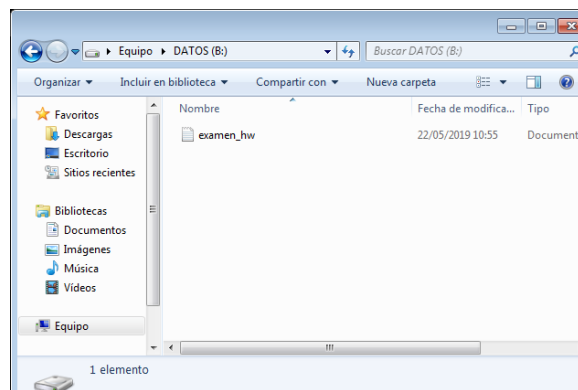 Equipo DATOS (B:) Buscar DATOS (B:)
Organizar Incluir en biblioteca Compartir con Nueva carpeta
Favoritos
Descargas
Escritorio
Sitios recientes
Bibliotecas
Documentos
Imágenes
Música
Vídeos
Equipo
Nombre Fecha de modifica... Tipo
examen_hw 22/05/2019 10:55 Document
1 elemento